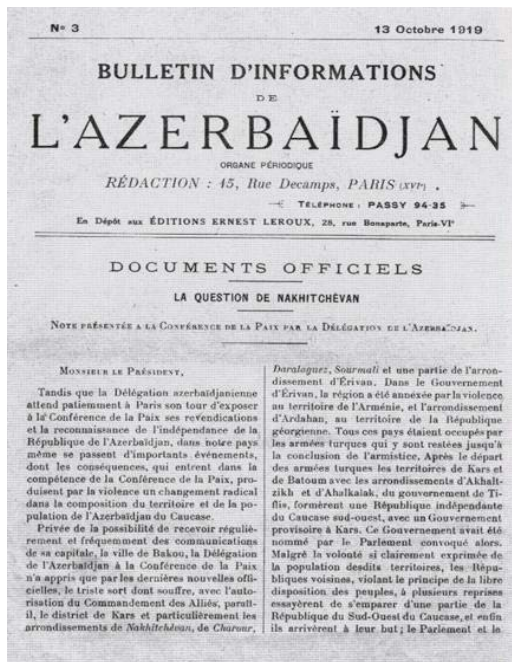 No 3
13 Octobre 1919
BULLETIN D'INFORMATIONS
DE
L'AZERBAÏDJAN
ORGANE PÉRIODIQUE
RÉDACTION : 45, Rue Decamps, PARIS (XVIe) .
TÉLÉPHONE : PASSY 94-35
En Dépôt aux ÉDITIONS ERNEST LEROUX, 28, rue Bonaparte, Paris-VIe
DOCUMENTS OFFICIELS
LA QUESTION DE NAKHITCHÉVAN
NOTE PRÉSENTÉE A LA CONFÉRENCE DE LA PAIX PAR LA DÉLÉGATION DE L'AZERBAÏDJAN.
MONSIEUR LE PRÉSIDENT,
Tandis que la Délégation azerbaïdjanienne
attend patiemment à Paris son tour d'exposer
à la Conférence de la Paix ses revendications
et la reconnaissance de l'indépendance de la
République de l'Azerbaïdjan, dans notre pays
même se passent d'importants événements,
dont les conséquences, qui entrent dans la
compétence de la Conférence de la Paix, pro-
duisent par la violence un changement radical
dans la composition du territoire et de la po-
pulation de l'Azerbaïdjan du Caucase.
Privée de la possibilité de recevoir réguliè-
rement et fréquemment des communications
de sa capitale, la ville de Bakou, la Délégation
de l'Azerbaïdjan à la Conférence de la Paix
n'a appris que par les dernières nouvelles offi-
cielles, le triste sort dont souffre, avec l'auto-
risation du Commandement des Alliés, paraît-
il, le district de Kars et particulièrement les
arrondissements de Nakhitchévan, de Charour,
Daralaguez, Sourmali et une partie de l'arron-
dissement d'Érivan. Dans le Gouvernement
d'Érivan, la région a été annexée par la violence
au territoire de l'Arménie, et l'arrondissement
d'Ardahan, au territoire de la République
géorgienne. Tous ces pays étaient occupés par
les armées turques qui y sont restées jusqu'à
la conclusion de l'armistice. Après le départ
des armées turques les territoires de Kars et
de Batoum avec les arrondissements d'Akhalt-
zikh et d'Ahalkalak, du gouvernement de Ti-
flis, formèrent une République indépendante
du Caucase sud-ouest, avec un Gouvernement
provisoire à Kars. Ce Gouvernement avait été
nommé par le Parlement convoqué alors.
Malgré la volonté si clairement exprimée de
la population desdits territoires, les Répu-
bliques voisines, violant le principe de la libre
disposition des peuples, à plusieurs reprises
essayèrent de s'emparer d'une partie de la
République du Sud-Ouest du Caucase, et enfin
ils arrivèrent à leur but ; le Parlement et le